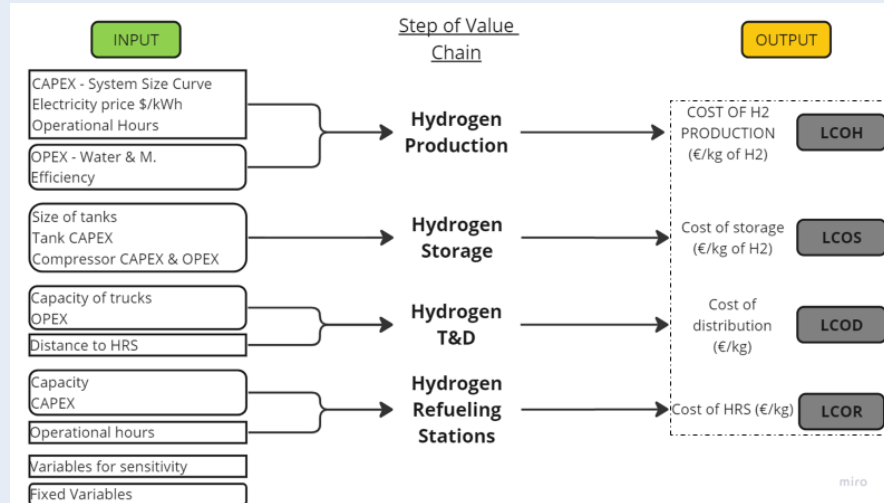 INPUT
Step of Value
Chain
OUTPUT
CAPEX - System Size Curve
Electricity price $/kWh
Operational Hours
OPEX - Water & M.
Efficiency
Hydrogen
Production
COST OF H2
PRODUCTION
(€/kg of H2)
LCOH
Size of tanks
Tank CAPEX
Compressor CAPEX & OPEX
Hydrogen
Storage
Cost of storage
(€/kg of H2)
LCOS
Capacity of trucks
OPEX
Distance to HRS
Hydrogen
T&D
Cost of
distribution
(€/kg)
LCOD
Capacity
CAPEX
Operational hours
Hydrogen
Refueling
Stations
Cost of HRS (€/kg)
LCOR
Variables for sensitivity
Fixed Variables
miro